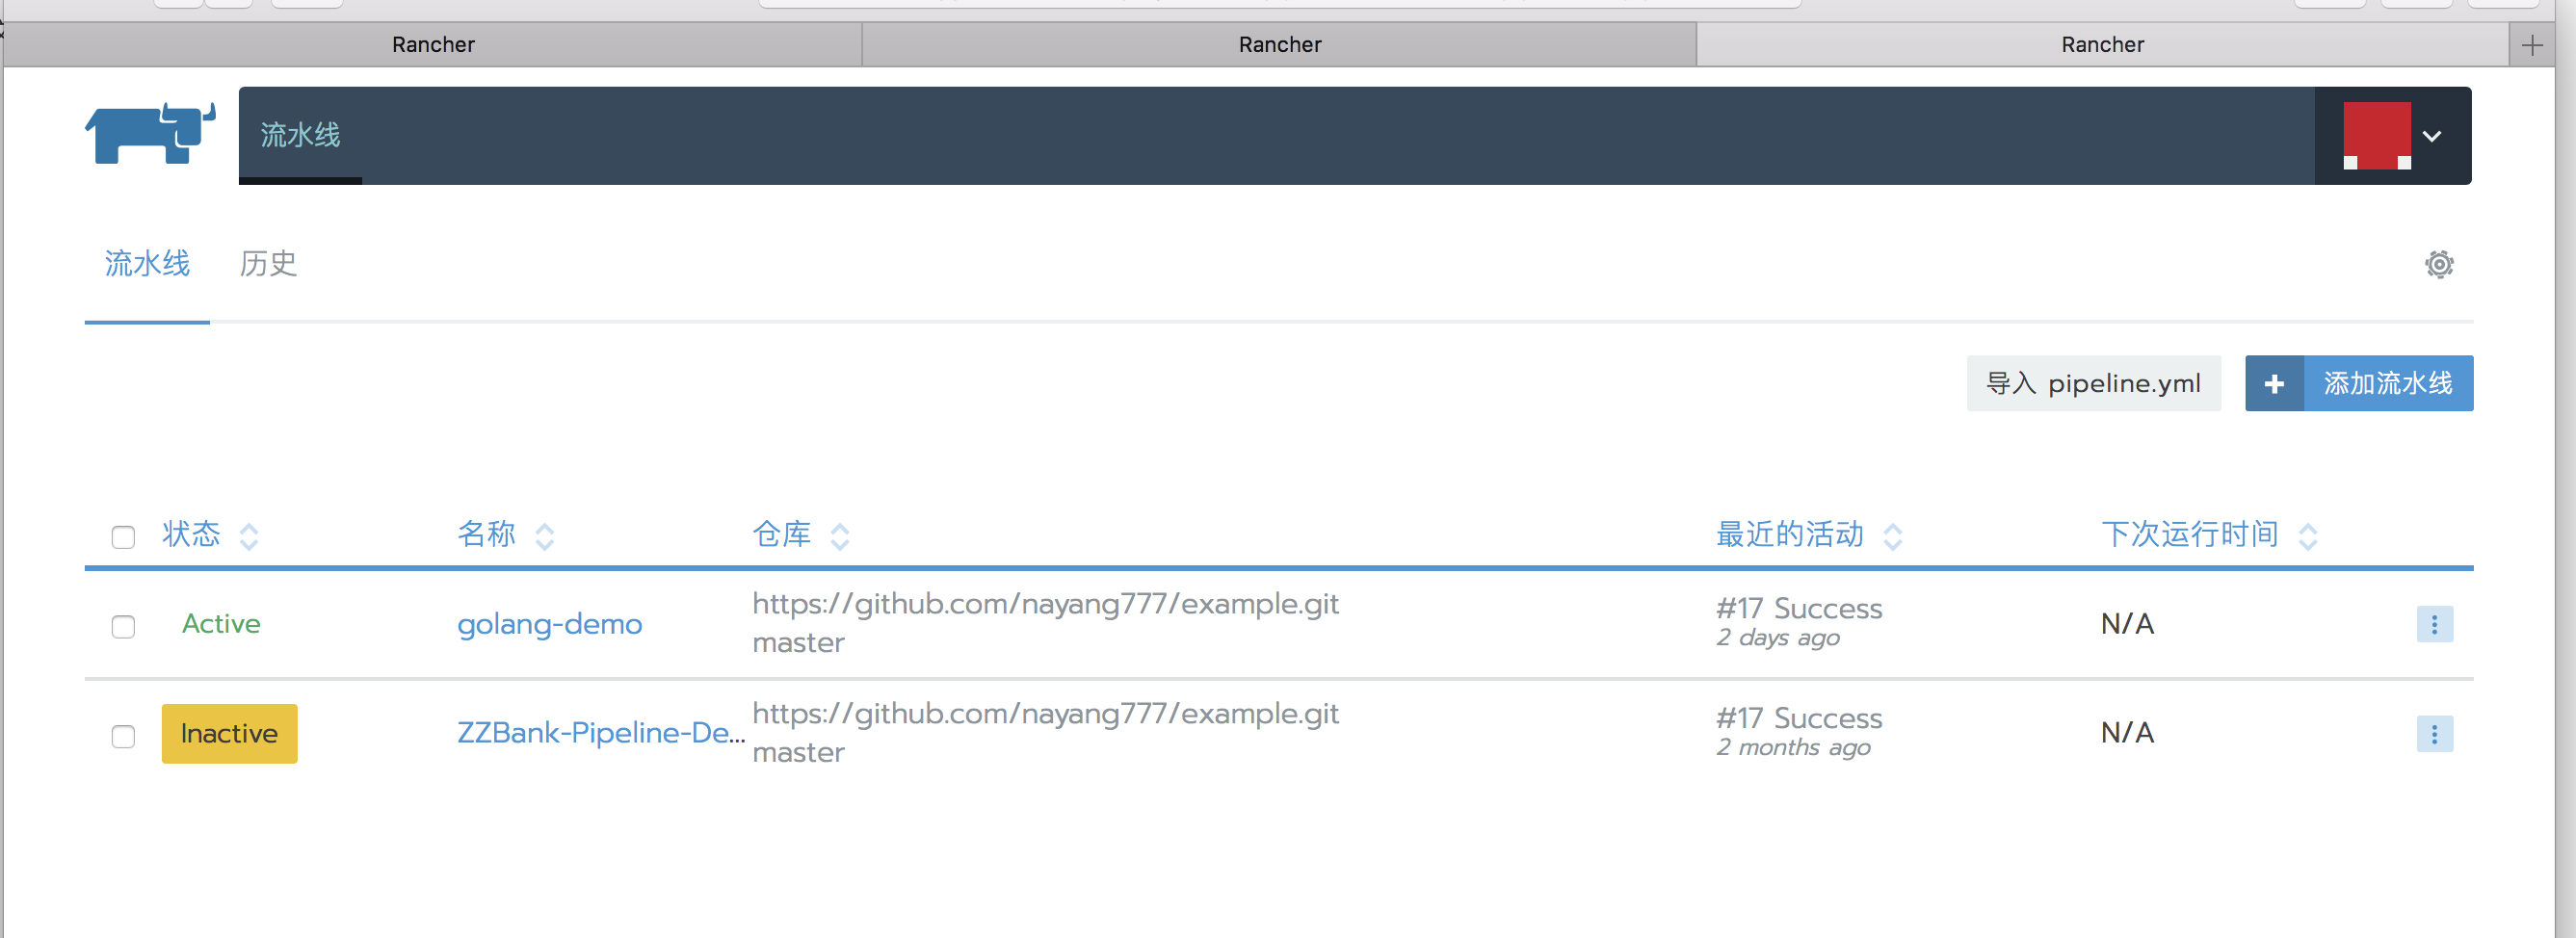 Rancher
Rancher
Rancher
流水线
流水线
历史
导入 pipeline.yml
添加流水线
状态
名称
仓库
最近的活动
下次运行时间
Active
golang-demo
https://github.com/nayang777/example.git
master
#17 Success
2 days ago
N/A
Inactive
ZZBank-Pipeline-De...
https://github.com/nayang777/example.git
master
#17 Success
2 months ago
N/A